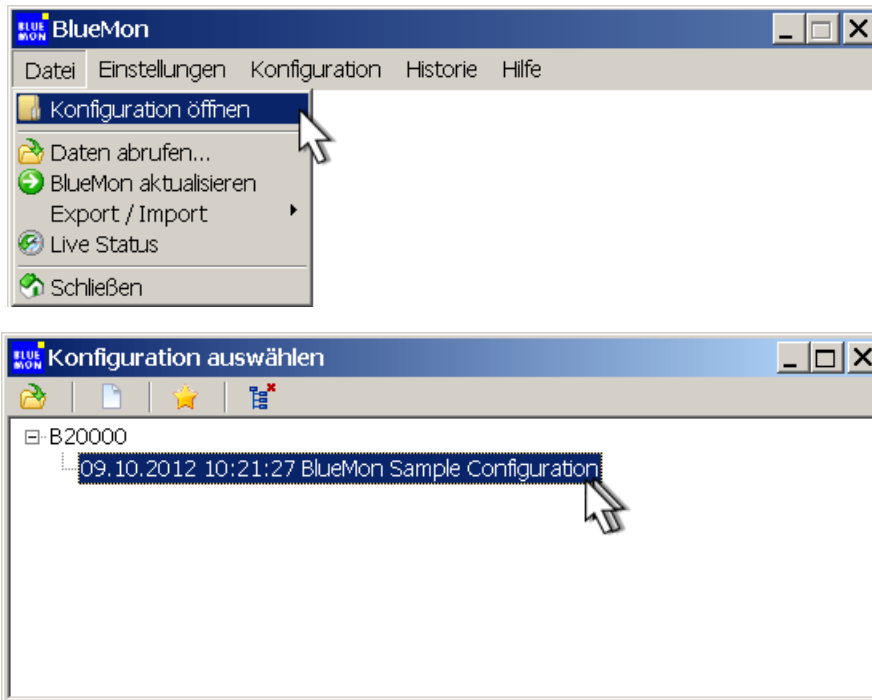 BLUE MON BlueMon
Datei Einstellungen Konfiguration Historie Hilfe
Konfiguration öffnen
Daten abrufen...
BlueMon aktualisieren
Export / Import
Live Status
Schließen
BLUE MON Konfiguration auswählen
B20000
09.10.2012 10:21:27 BlueMon Sample Configuration